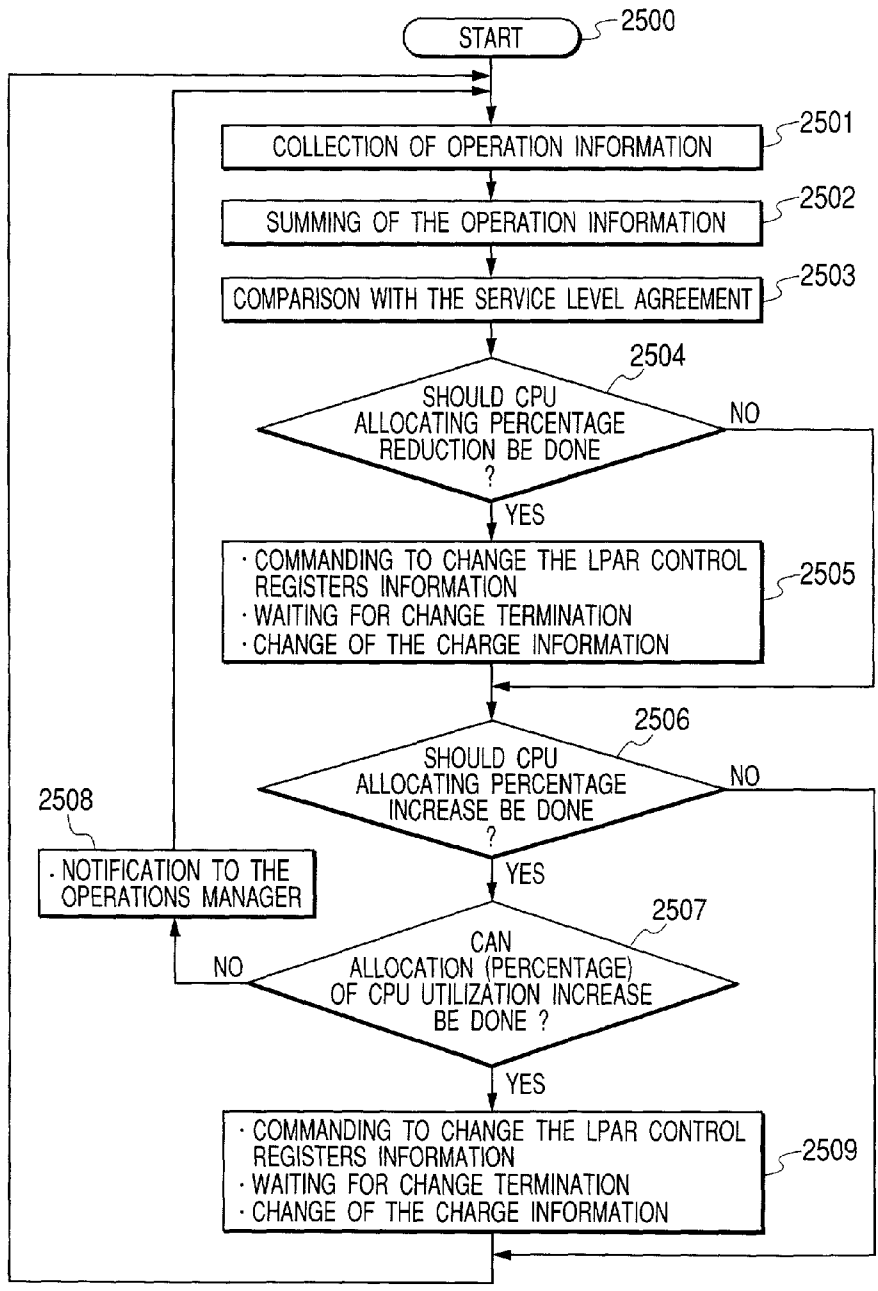 START
2500
COLLECTION OF OPERATION INFORMATION
2501
SUMMING OF THE OPERATION INFORMATION
2502
COMPARISON WITH THE SERVICE LEVEL AGREEMENT
2503
2504
SHOULD CPU
ALLOCATING PERCENTAGE
REDUCTION BE DONE
?
NO
YES
· COMMANDING TO CHANGE THE LPAR CONTROL
REGISTERS INFORMATION
· WAITING FOR CHANGE TERMINATION
· CHANGE OF THE CHARGE INFORMATION
2505
2506
SHOULD CPU
ALLOCATING PERCENTAGE
INCREASE BE DONE
?
NO
YES
2508
· NOTIFICATION TO THE
OPERATIONS MANAGER
2507
CAN
ALLOCATION (PERCENTAGE)
OF CPU UTILIZATION INCREASE
BE DONE ?
NO
YES
· COMMANDING TO CHANGE THE LPAR CONTROL
REGISTERS INFORMATION
· WAITING FOR CHANGE TERMINATION
· CHANGE OF THE CHARGE INFORMATION
2509